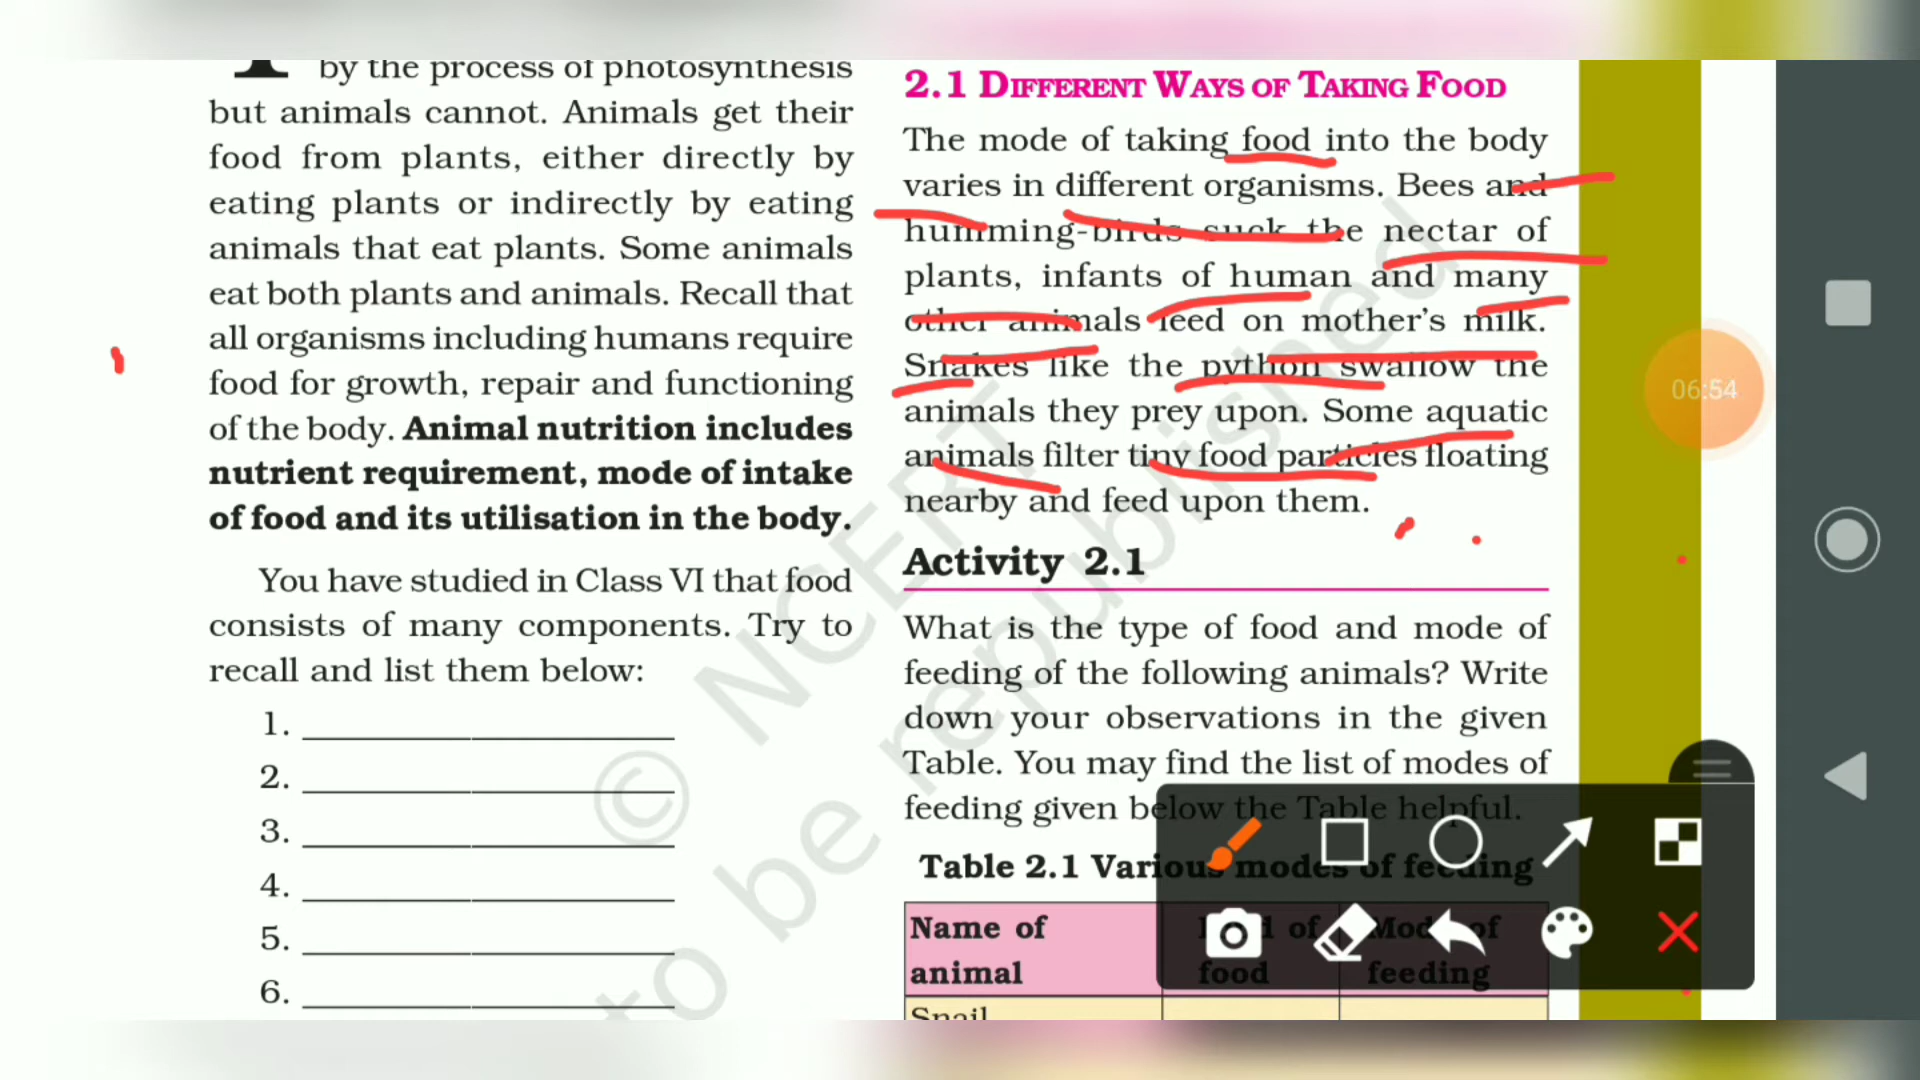 by the process of photosynthesis
but animals cannot. Animals get their
food from plants, either directly by
eating plants or indirectly by eating
animals that eat plants. Some animals
eat both plants and animals. Recall that
all organisms including humans require
food for growth, repair and functioning
of the body. Animal nutrition includes
nutrient requirement, mode of intake
of food and its utilisation in the body.
You have studied in Class VI that food
consists of many components. Try to
recall and list them below:
1.
2.
3.
4.
5.
6.
2.1 DIFFERENT WAYS OF TAKING FOOD
The mode of taking food into the body
varies in different organisms. Bees and
humming-birds suck the nectar of
plants, infants of human and many
other animals feed on mother's milk.
Snakes like the python swallow the
animals they prey upon. Some aquatic
animals filter tiny food particles floating
nearby and feed upon them.
Activity 2.1
What is the type of food and mode of
feeding of the following animals? Write
down your observations in the given
Table. You may find the list of modes of
feeding given below the Table helpful.
Table 2.1 Various modes of feeding
Name of
animal
of
food
Mode of
feeding
Snail
© NCERT
to be republished
06:54